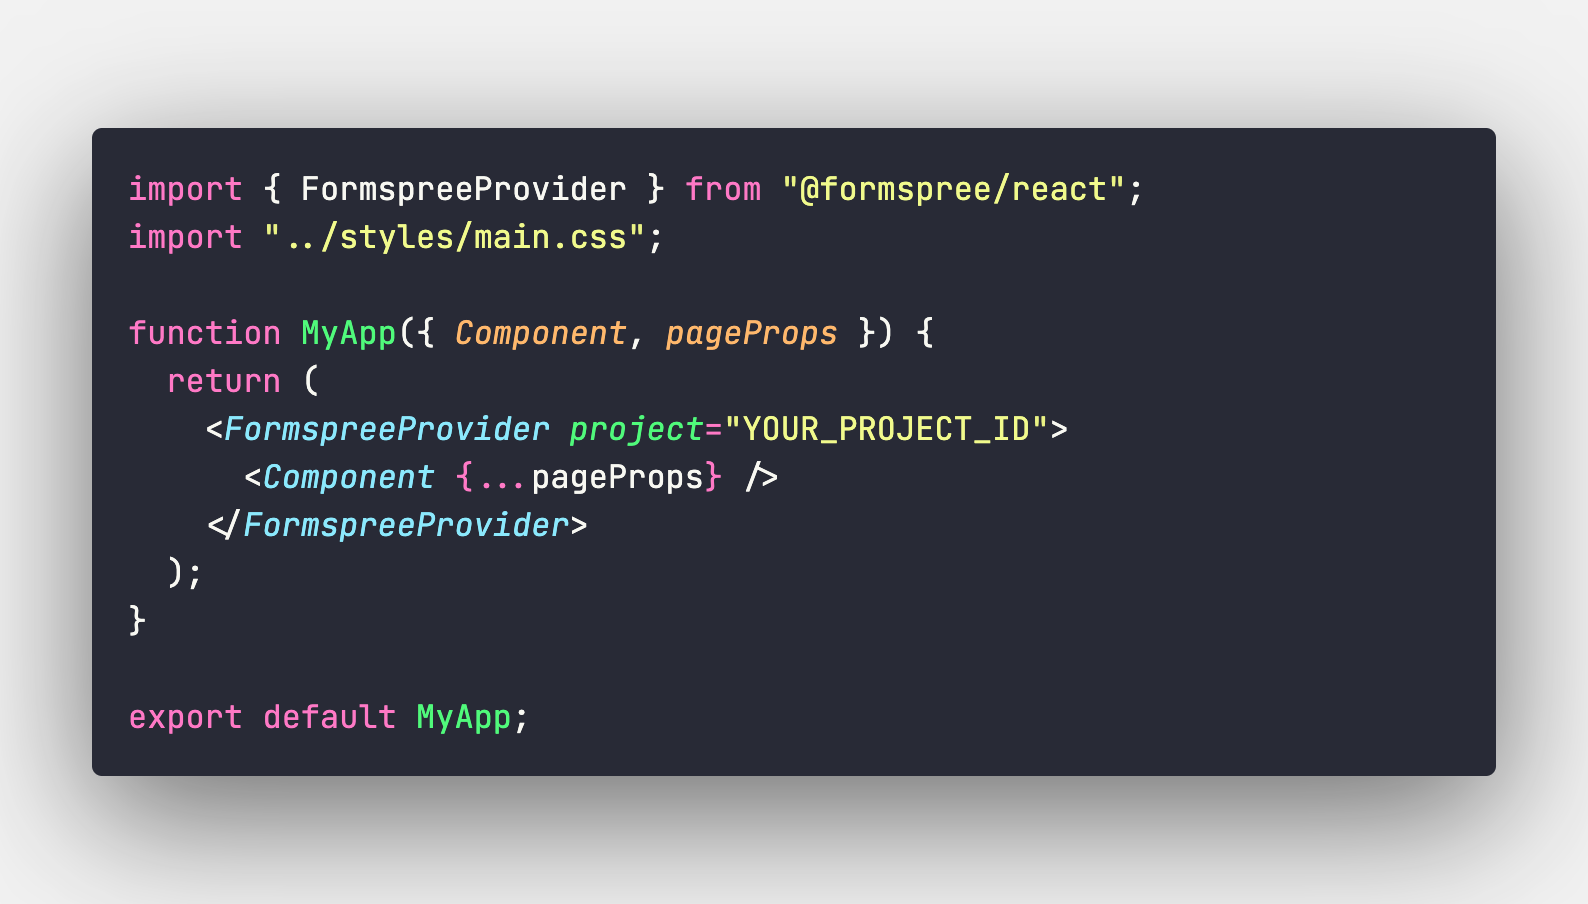 import { FormspreeProvider } from "@formspree/react";
import "../styles/main.css";

function MyApp({ Component, pageProps }) {
  return (
    <FormspreeProvider project="YOUR_PROJECT_ID">
      <Component {...pageProps} />
    </FormspreeProvider>
  );
}

export default MyApp;